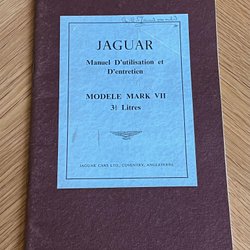 JAGUAR
Manuel D'utilisation et
D'entretien
MODELE MARK VII
3½ Litres
JAGUAR CARS LTD., COVENTRY, ANGLETERRE